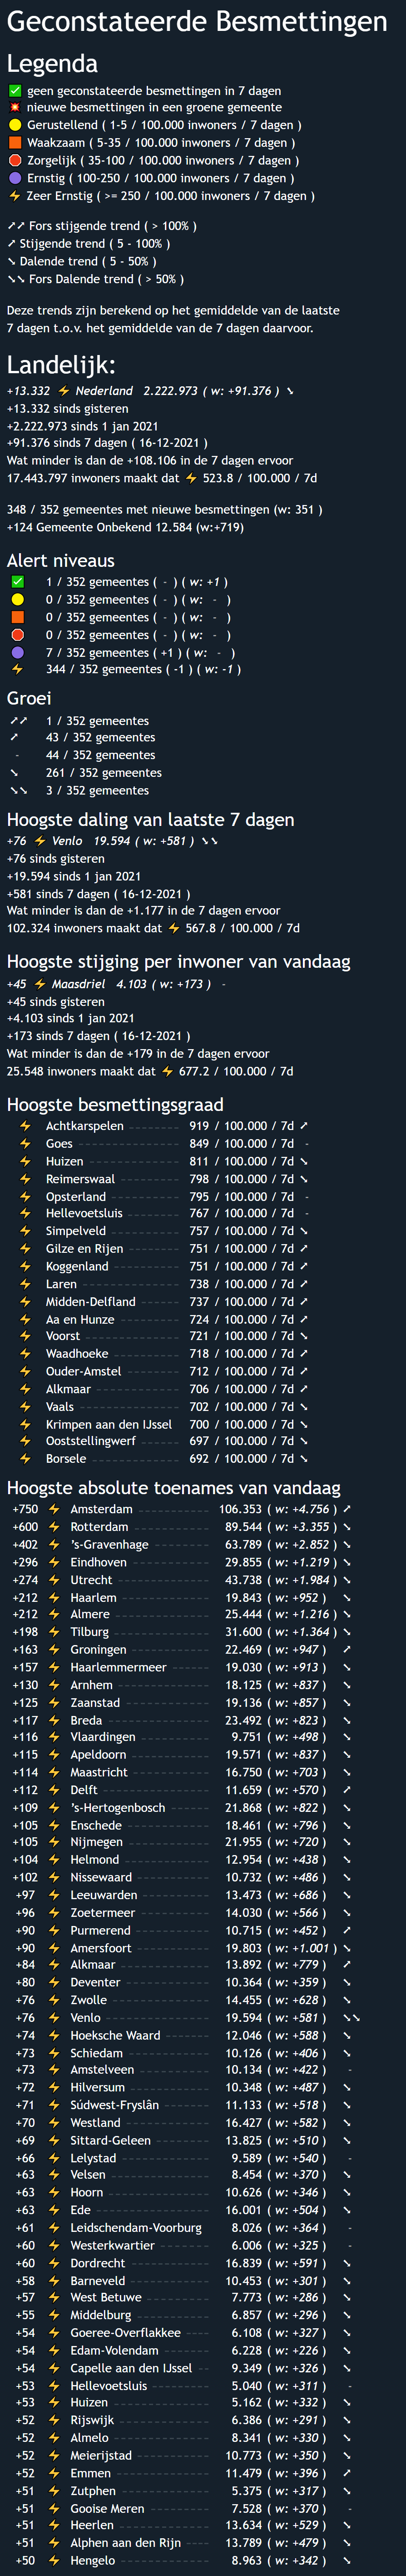 Geconstateerde Besmettingen
Legenda
✅ geen geconstateerde besmettingen in 7 dagen
💥 nieuwe besmettingen in een groene gemeente
🟡 Gerustellend ( 1-5 / 100.000 inwoners / 7 dagen )
🟧 Waakzaam ( 5-35 / 100.000 inwoners / 7 dagen )
🛑 Zorgelijk ( 35-100 / 100.000 inwoners / 7 dagen )
🟣 Ernstig ( 100-250 / 100.000 inwoners / 7 dagen )
⚡ Zeer Ernstig ( >= 250 / 100.000 inwoners / 7 dagen )
➚➚ Fors stijgende trend ( > 100% )
➚ Stijgende trend ( 5 - 100% )
➘ Dalende trend ( 5 - 50% )
➘➘ Fors Dalende trend ( > 50% )
Deze trends zijn berekend op het gemiddelde van de laatste
7 dagen t.o.v. het gemiddelde van de 7 dagen daarvoor.
Landelijk:
+13.332 ⚡ Nederland 2.222.973 ( w: +91.376 ) ➘
+13.332 sinds gisteren
+2.222.973 sinds 1 jan 2021
+91.376 sinds 7 dagen ( 16-12-2021 )
Wat minder is dan de +108.106 in de 7 dagen ervoor
17.443.797 inwoners maakt dat ⚡ 523.8 / 100.000 / 7d
348 / 352 gemeentes met nieuwe besmettingen (w: 351 )
+124 Gemeente Onbekend 12.584 (w:+719)
Alert niveaus
✅ 1 / 352 gemeentes ( - ) ( w: +1 )
🟡 0 / 352 gemeentes ( - ) ( w: - )
🟧 0 / 352 gemeentes ( - ) ( w: - )
🛑 0 / 352 gemeentes ( - ) ( w: - )
🟣 7 / 352 gemeentes ( +1 ) ( w: - )
⚡ 344 / 352 gemeentes ( -1 ) ( w: -1 )
Groei
➚➚ 1 / 352 gemeentes
➚ 43 / 352 gemeentes
- 44 / 352 gemeentes
➘ 261 / 352 gemeentes
➘➘ 3 / 352 gemeentes
Hoogste daling van laatste 7 dagen
+76 ⚡ Venlo 19.594 ( w: +581 ) ➘➘
+76 sinds gisteren
+19.594 sinds 1 jan 2021
+581 sinds 7 dagen ( 16-12-2021 )
Wat minder is dan de +1.177 in de 7 dagen ervoor
102.324 inwoners maakt dat ⚡ 567.8 / 100.000 / 7d
Hoogste stijging per inwoner van vandaag
+45 ⚡ Maasdriel 4.103 ( w: +173 ) -
+45 sinds gisteren
+4.103 sinds 1 jan 2021
+173 sinds 7 dagen ( 16-12-2021 )
Wat minder is dan de +179 in de 7 dagen ervoor
25.548 inwoners maakt dat ⚡ 677.2 / 100.000 / 7d
Hoogste besmettingsgraad
⚡ Achtkarspelen 919 / 100.000 / 7d ➚
⚡ Goes 849 / 100.000 / 7d -
⚡ Huizen 811 / 100.000 / 7d ➘
⚡ Reimerswaal 798 / 100.000 / 7d ➘
⚡ Opsterland 795 / 100.000 / 7d -
⚡ Hellevoetsluis 767 / 100.000 / 7d -
⚡ Simpelveld 757 / 100.000 / 7d ➘
⚡ Gilze en Rijen 751 / 100.000 / 7d ➚
⚡ Koggenland 751 / 100.000 / 7d ➚
⚡ Laren 738 / 100.000 / 7d ➚
⚡ Midden-Delfland 737 / 100.000 / 7d ➚
⚡ Aa en Hunze 724 / 100.000 / 7d ➚
⚡ Voorst 721 / 100.000 / 7d ➘
⚡ Waadhoeke 718 / 100.000 / 7d ➚
⚡ Ouder-Amstel 712 / 100.000 / 7d ➚
⚡ Alkmaar 706 / 100.000 / 7d ➚
⚡ Vaals 702 / 100.000 / 7d ➘
⚡ Krimpen aan den IJssel 700 / 100.000 / 7d ➘
⚡ Ooststellingwerf 697 / 100.000 / 7d ➘
⚡ Borsele 692 / 100.000 / 7d ➘
Hoogste absolute toenames van vandaag
+750 ⚡ Amsterdam 106.353 ( w: +4.756 ) ➚
+600 ⚡ Rotterdam 89.544 ( w: +3.355 ) ➘
+402 ⚡ 's-Gravenhage 63.789 ( w: +2.852 ) ➘
+296 ⚡ Eindhoven 29.855 ( w: +1.219 ) ➘
+274 ⚡ Utrecht 43.738 ( w: +1.984 ) ➘
+212 ⚡ Haarlem 19.843 ( w: +952 ) ➘
+212 ⚡ Almere 25.444 ( w: +1.216 ) ➘
+198 ⚡ Tilburg 31.600 ( w: +1.364 ) ➘
+163 ⚡ Groningen 22.469 ( w: +947 ) ➚
+157 ⚡ Haarlemmermeer 19.030 ( w: +913 ) ➘
+130 ⚡ Arnhem 18.125 ( w: +837 ) ➘
+125 ⚡ Zaanstad 19.136 ( w: +857 ) ➘
+117 ⚡ Breda 23.492 ( w: +823 ) ➘
+116 ⚡ Vlaardingen 9.751 ( w: +498 ) ➘
+115 ⚡ Apeldoorn 19.571 ( w: +837 ) ➘
+114 ⚡ Maastricht 16.750 ( w: +703 ) ➘
+112 ⚡ Delft 11.659 ( w: +570 ) ➚
+109 ⚡ 's-Hertogenbosch 21.868 ( w: +822 ) ➘
+105 ⚡ Enschede 18.461 ( w: +796 ) ➘
+105 ⚡ Nijmegen 21.955 ( w: +720 ) ➘
+104 ⚡ Helmond 12.954 ( w: +438 ) ➘
+102 ⚡ Nissewaard 10.732 ( w: +486 ) ➘
+97 ⚡ Leeuwarden 13.473 ( w: +686 ) ➘
+96 ⚡ Zoetermeer 14.030 ( w: +566 ) ➘
+90 ⚡ Purmerend 10.715 ( w: +452 ) ➚
+90 ⚡ Amersfoort 19.803 ( w: +1.001 ) ➘
+84 ⚡ Alkmaar 13.892 ( w: +779 ) ➚
+80 ⚡ Deventer 10.364 ( w: +359 ) ➘
+76 ⚡ Zwolle 14.455 ( w: +628 ) ➘
+76 ⚡ Venlo 19.594 ( w: +581 ) ➘➘
+74 ⚡ Hoeksche Waard 12.046 ( w: +588 ) ➘
+73 ⚡ Schiedam 10.126 ( w: +406 ) ➘
+73 ⚡ Amstelveen 10.134 ( w: +422 ) -
+72 ⚡ Hilversum 10.348 ( w: +487 ) ➘
+71 ⚡ Súdwest-Fryslân 11.133 ( w: +518 ) ➘
+70 ⚡ Westland 16.427 ( w: +582 ) ➘
+69 ⚡ Sittard-Geleen 13.825 ( w: +510 ) ➘
+66 ⚡ Lelystad 9.589 ( w: +540 ) -
+63 ⚡ Velsen 8.454 ( w: +370 ) ➘
+63 ⚡ Hoorn 10.626 ( w: +346 ) ➘
+63 ⚡ Ede 16.001 ( w: +504 ) ➘
+61 ⚡ Leidschendam-Voorburg 8.026 ( w: +364 ) -
+60 ⚡ Westerkwartier 6.006 ( w: +325 ) -
+60 ⚡ Dordrecht 16.839 ( w: +591 ) ➘
+58 ⚡ Barneveld 10.453 ( w: +301 ) ➘
+57 ⚡ West Betuwe 7.773 ( w: +286 ) ➘
+55 ⚡ Middelburg 6.857 ( w: +296 ) ➘
+54 ⚡ Goeree-Overflakkee 6.108 ( w: +327 ) ➘
+54 ⚡ Edam-Volendam 6.228 ( w: +226 ) ➘
+54 ⚡ Capelle aan den IJssel 9.349 ( w: +326 ) ➘
+53 ⚡ Hellevoetsluis 5.040 ( w: +311 ) -
+53 ⚡ Huizen 5.162 ( w: +332 ) ➘
+52 ⚡ Rijswijk 6.386 ( w: +291 ) ➘
+52 ⚡ Almelo 8.341 ( w: +330 ) ➘
+52 ⚡ Meierijstad 10.773 ( w: +350 ) ➘
+52 ⚡ Emmen 11.479 ( w: +396 ) ➚
+51 ⚡ Zutphen 5.375 ( w: +317 ) ➘
+51 ⚡ Gooise Meren 7.528 ( w: +370 ) -
+51 ⚡ Heerlen 13.634 ( w: +529 ) ➘
+51 ⚡ Alphen aan den Rijn 13.789 ( w: +479 ) ➘
+50 ⚡ Hengelo 8.963 ( w: +342 ) ➘